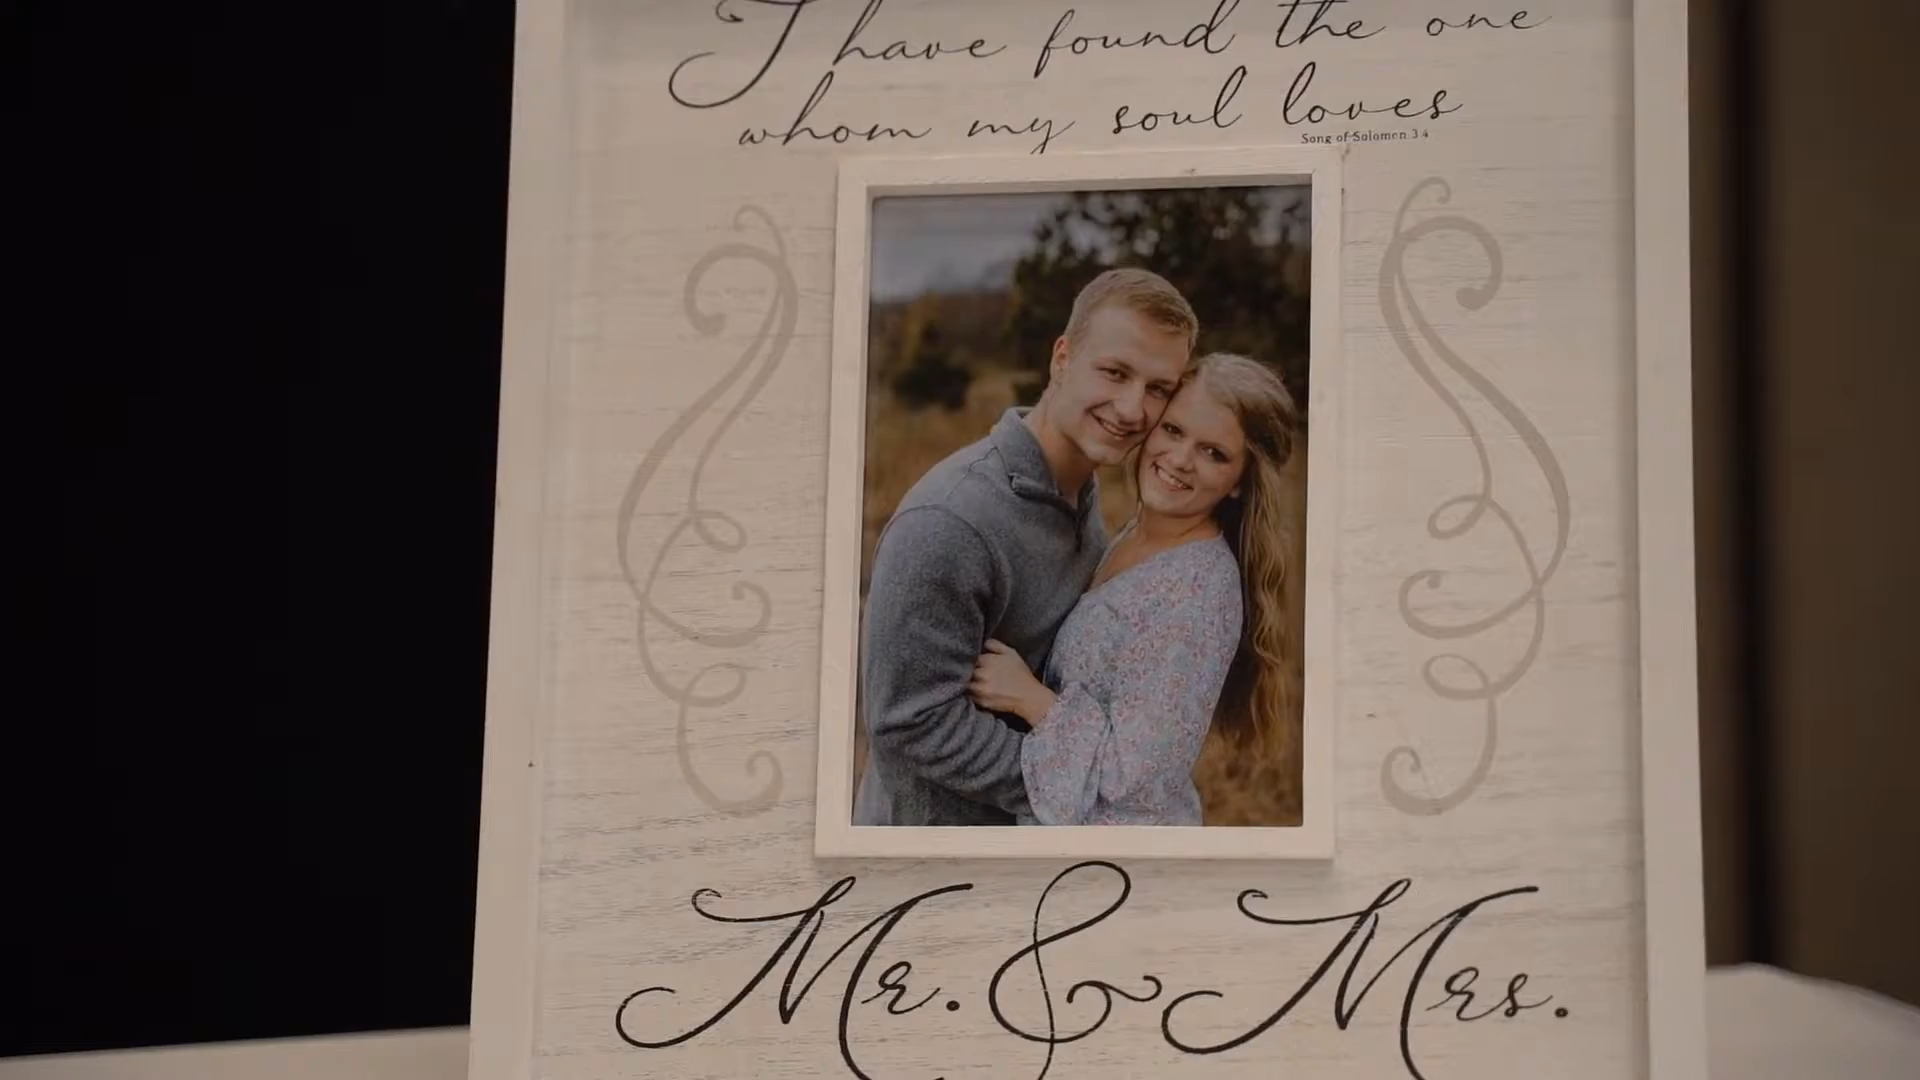 I have found the one
whom my soul loves
Song of Solomon 3:4
Mr. & Mrs.